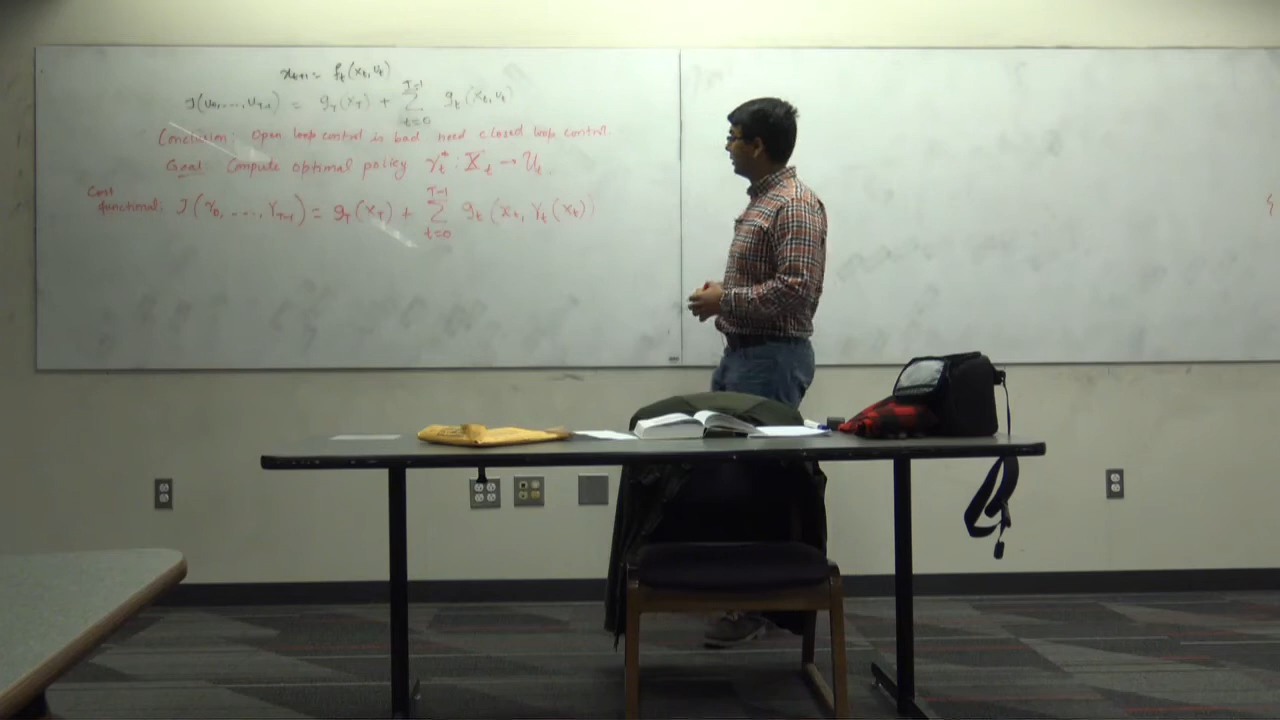 x_{t+1} = f_t(x_t, u_t)
J(u_0, ..., u_{T-1}) = g_T(x_T) + \sum_{t=0}^{T-1} g_t(x_t, u_t)
Conclusion: Open loop control is bad need closed loop control.
Goal: Compute optimal policy γ_t^* : X_t → U_t
Cost functional: J(γ_0, ..., γ_{T-1}) = g_T(x_T) + \sum_{t=0}^{T-1} g_t(x_t, γ_t(x_t))
{